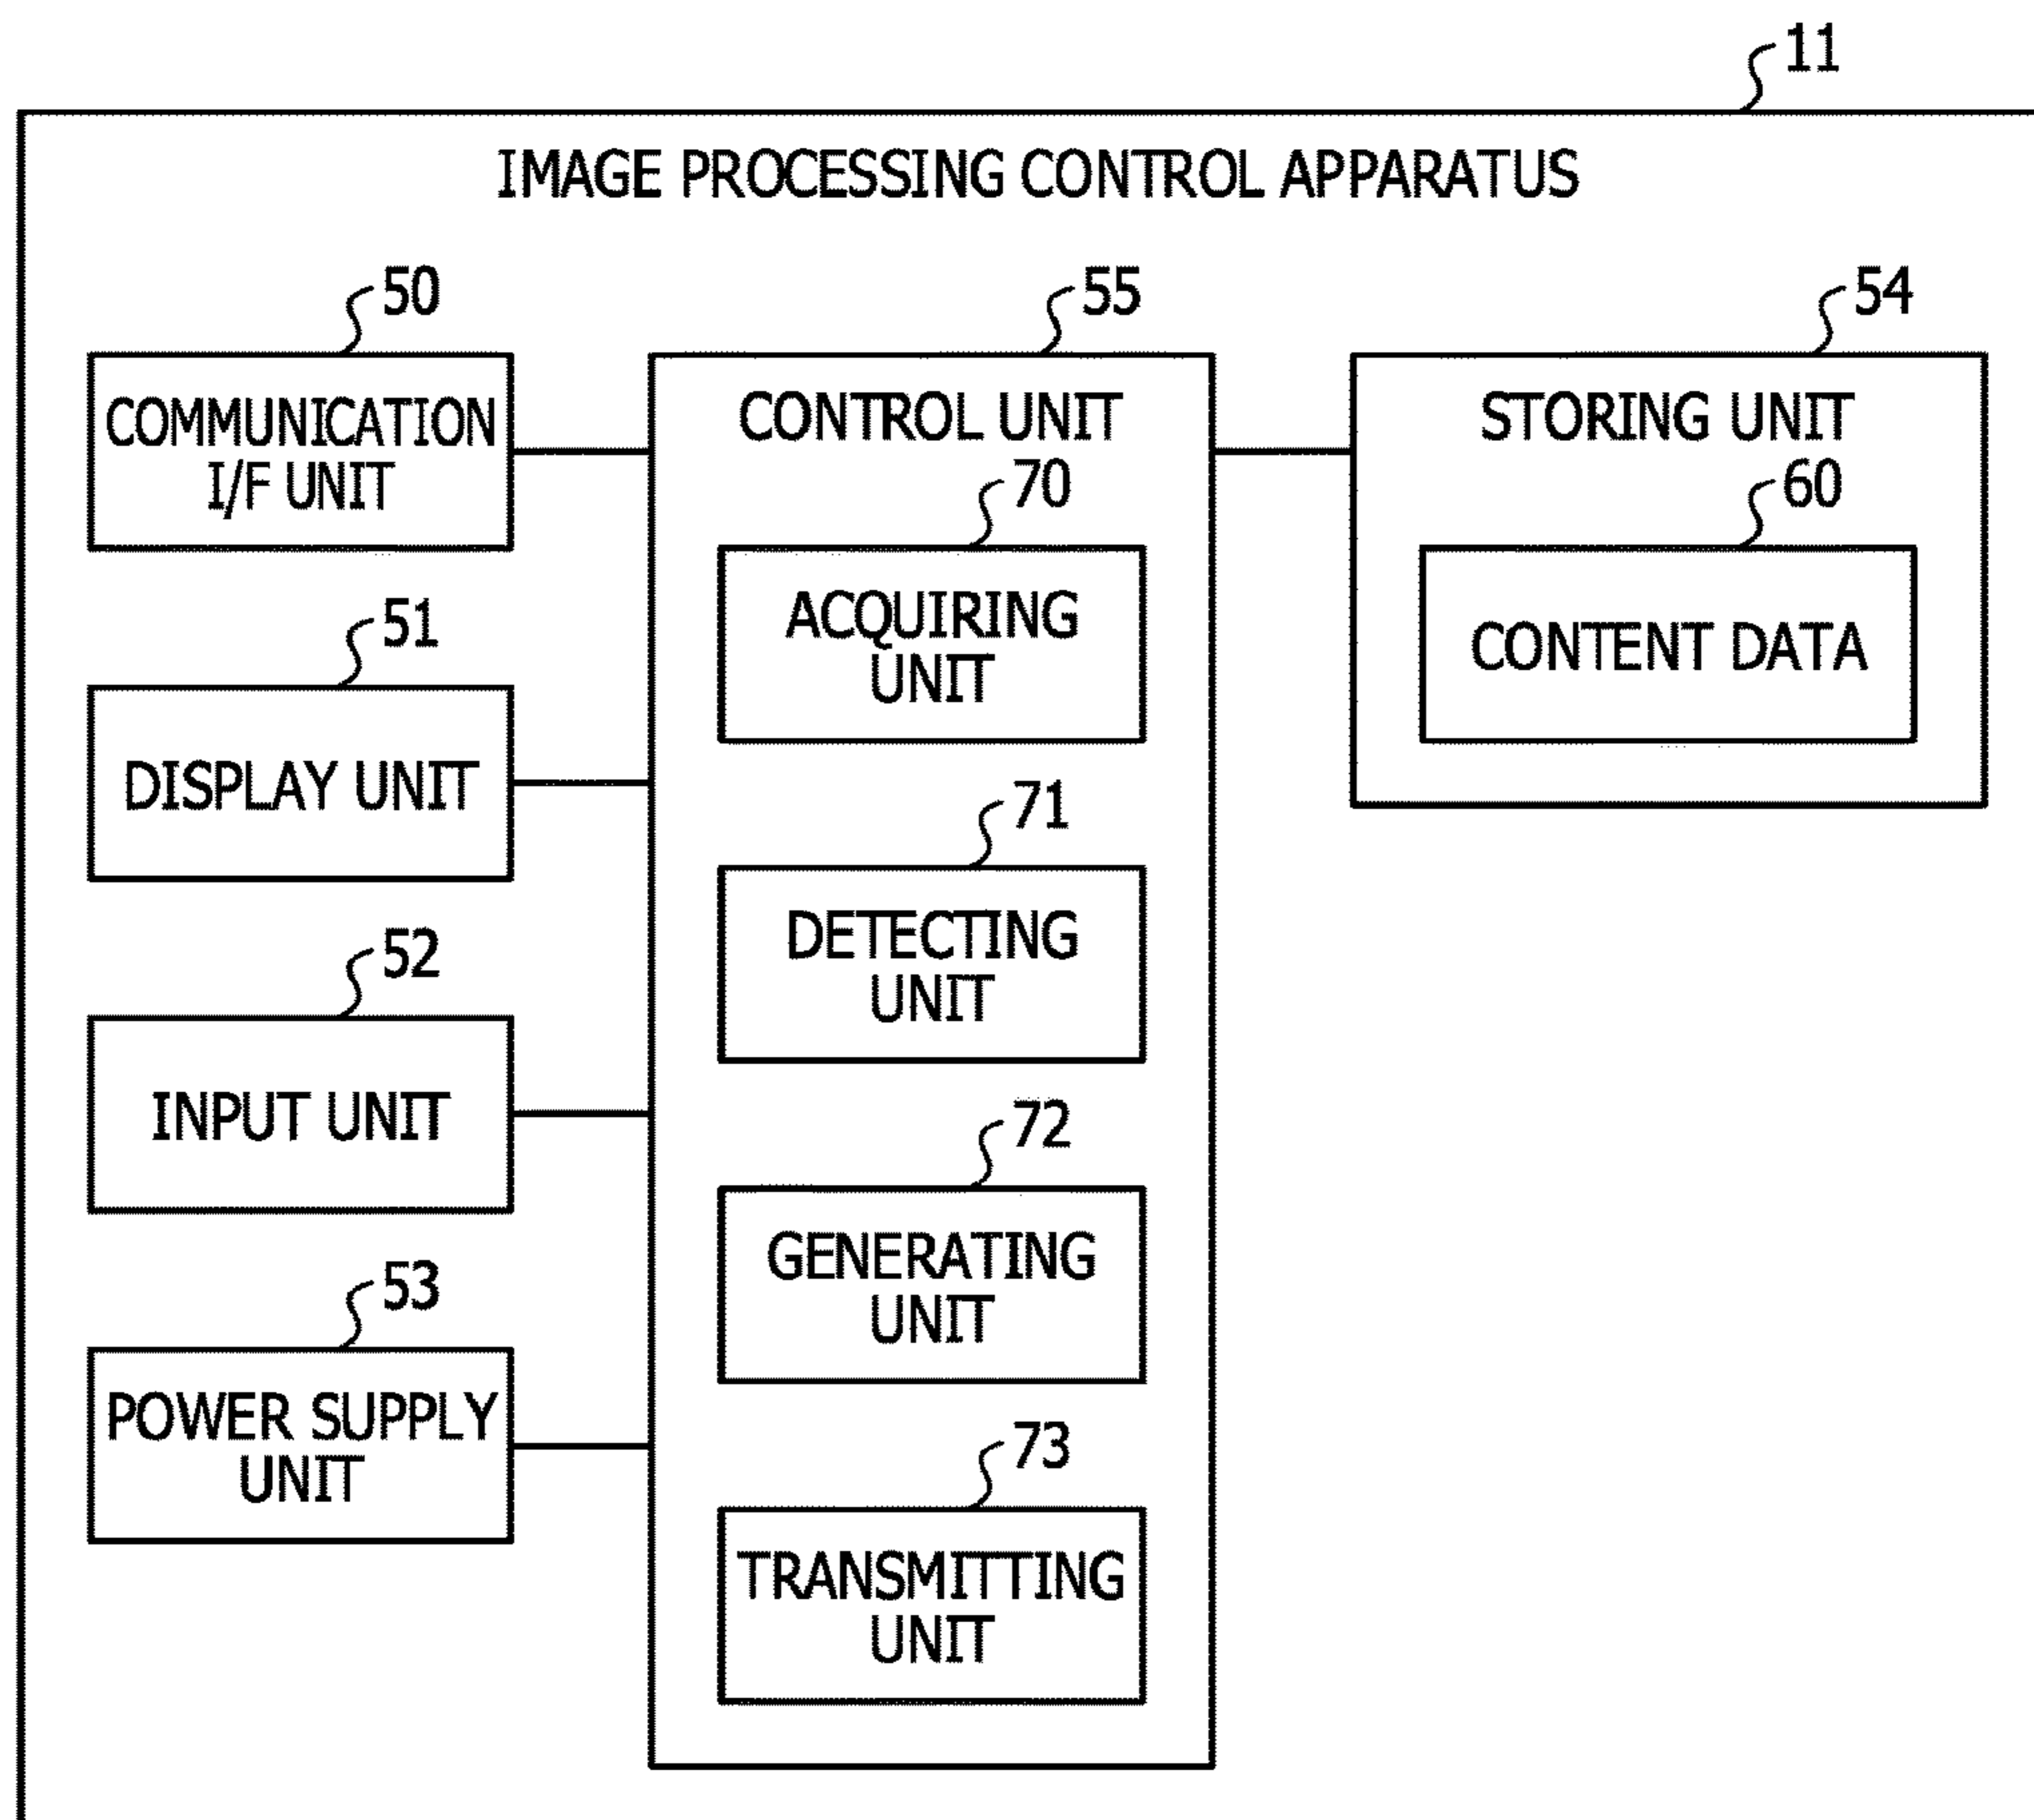 11
IMAGE PROCESSING CONTROL APPARATUS
50
COMMUNICATION
I/F UNIT
51
DISPLAY UNIT
52
INPUT UNIT
53
POWER SUPPLY
UNIT
55
CONTROL UNIT
70
ACQUIRING
UNIT
71
DETECTING
UNIT
72
GENERATING
UNIT
73
TRANSMITTING
UNIT
54
STORING UNIT
60
CONTENT DATA